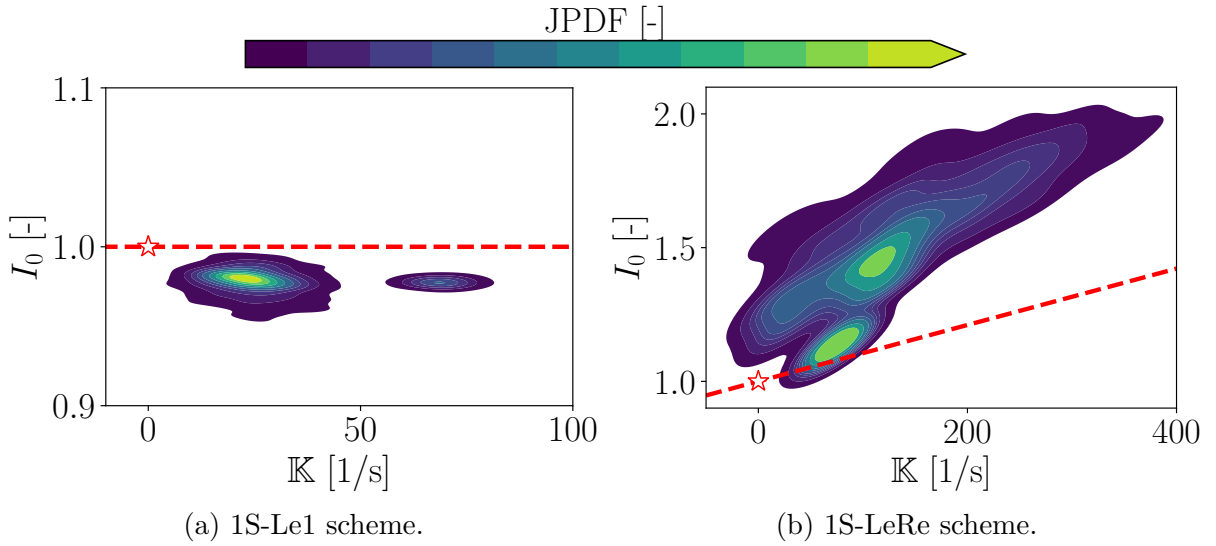 JPDF [-]
1.1
1.0
0.9
I₀ [-]
0 50 100
𝕂 [1/s]
(a) 1S-Le1 scheme.
2.0
1.5
1.0
I₀ [-]
0 200 400
𝕂 [1/s]
(b) 1S-LeRe scheme.